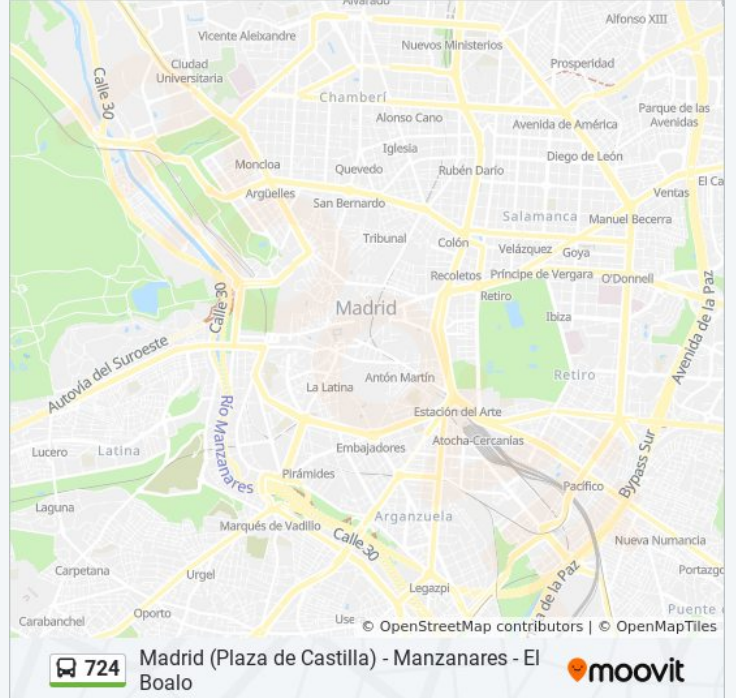 Alvarado
Alfonso XIII
Vicente Aleixandre
Nuevos Ministerios
Ciudad
Universitaria
Prosperidad
Calle 30
Chamberí
Parque de las
Avenidas
Alonso Cano
Avenida de América
Iglesia
Diego de León
Moncloa
Quevedo
Rubén Darío
El Ca
Argüelles
Ventas
San Bernardo
Salamanca
Manuel Becerra
Tribunal
Colón
Velázquez
Goya
Recoletos
Príncipe de Vergara
O'Donnell
Calle 30
Retiro
Madrid
Ibiza
Avenida de la Paz
Autovía del Suroeste
Antón Martín
Retiro
La Latina
Estación del Arte
Río Manzanares
Atocha-Cercanías
Lucero
Latina
Embajadores
Bypass Sur
Pirámides
Pacífico
Laguna
Arganzuela
Marqués de Vadillo
Calle 30
Nueva Numancia
Carpetana
Urgel
Portazgo
Legazpi
a de la Paz
Oporto
Puente
Carabanchel
Use
© OpenStreetMap contributors | © OpenMapTiles
724
Madrid (Plaza de Castilla) - Manzanares - El
Boalo
moovit